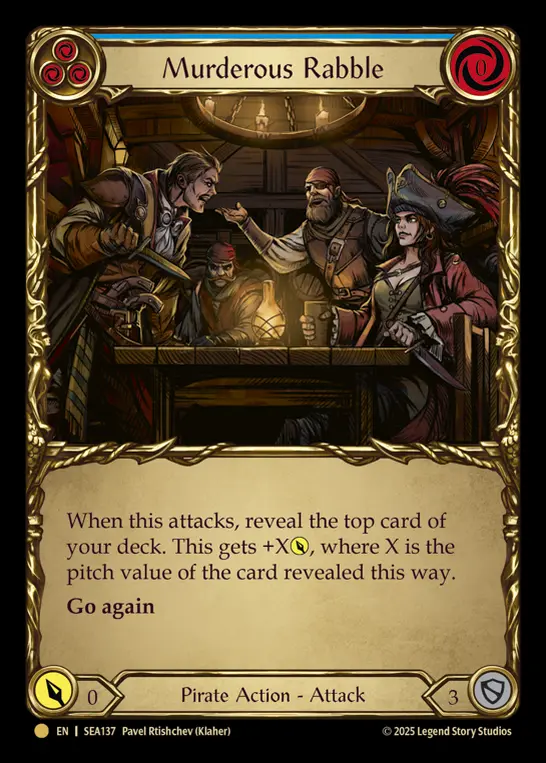 Murderous Rabble
0
When this attacks, reveal the top card of
your deck. This gets +X, where X is the
pitch value of the card revealed this way.
Go again
0
Pirate Action - Attack
3
EN | SEA137 Pavel Rtishchev (Klaher)
© 2025 Legend Story Studios